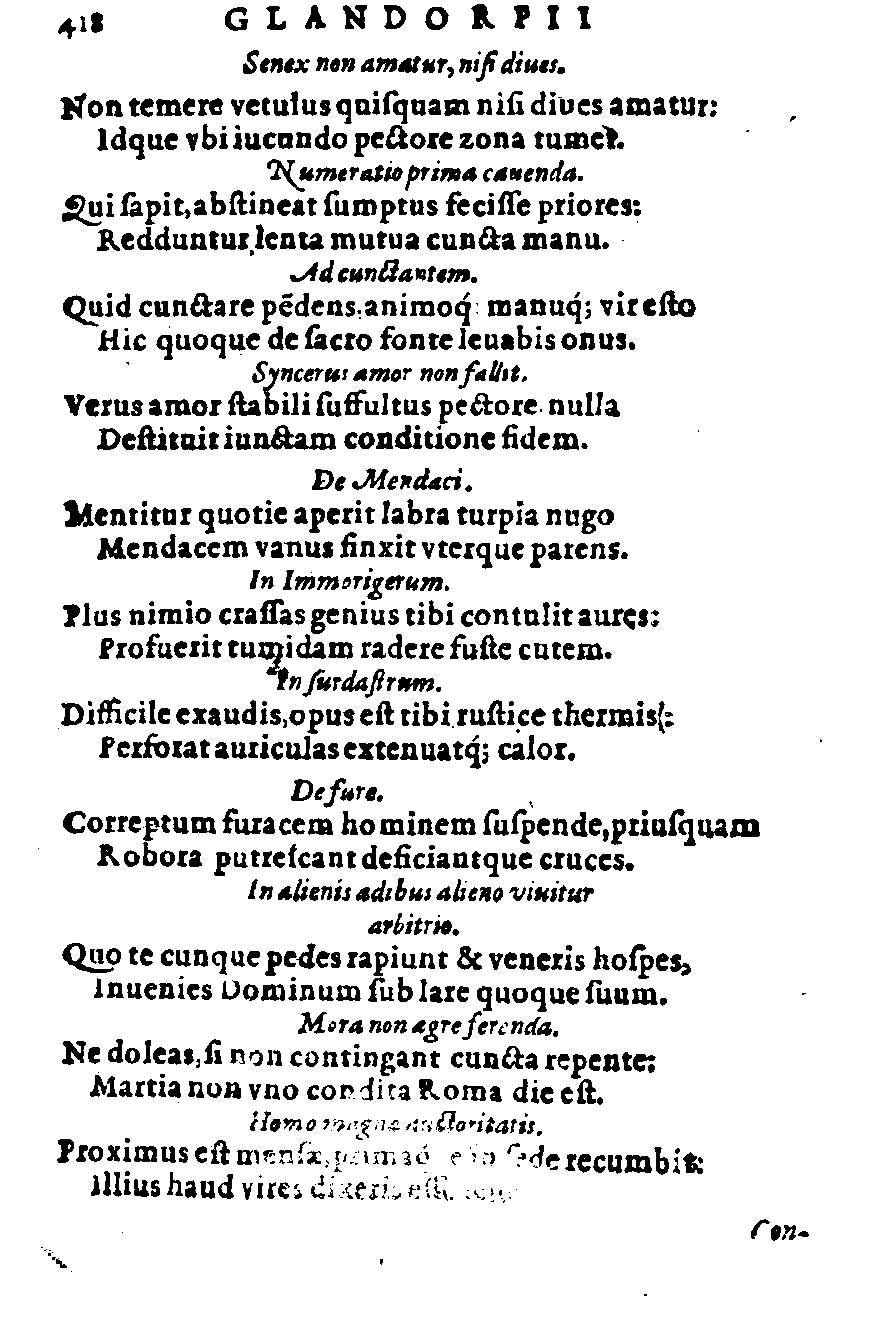 418 GLANDORPII
Senex non amatur, niſi diues.
Non temere vetulus quiſquam niſi diues amatur:
Idque vbi iucundo pectore zona tumet.
Numeratio prima cauenda.
Qui ſapit, abſtineat ſumptus feciſſe priores:
Redduntur lenta mutua cuncta manu.
Ad cunctantem.
Quid cunctare pēdens, animoq́; manuq́; vir eſto
Hic quoque de ſacro fonte leuabis onus.
Syncerus amor non fallit.
Verus amor ſtabili ſuffultus pectore nulla
Deſtituit iunctam conditione fidem.
De Mendaci.
Mentitur quotie aperit labra turpia nugo
Mendacem vanus finxit vterque parens.
In Immorigerum.
Plus nimio craſſas genius tibi contulit aures:
Profuerit tumidam radere fuſte cutem.
In ſurdaſtrum.
Difficile exaudis, opus eſt tibi ruſtice thermis:
Perforat auriculas extenuatq́; calor.
De fure.
Correptum furacem hominem ſuſpende, priuſquam
Robora putreſcant deficiantque cruces.
In alienis ædibus alieno viuitur
arbitrio.
Quo te cunque pedes rapiunt & veneris hoſpes,
Inuenies Dominum ſub lare quoque ſuum.
Mora non ægre ferenda.
Ne doleas, ſi non contingant cuncta repente:
Martia non vno condita Roma die eſt.
Homo magnæ auctoritatis.
Proximus eſt menſæ, ſede recumbit:
Illius haud vires dixeris eſſe
Con-